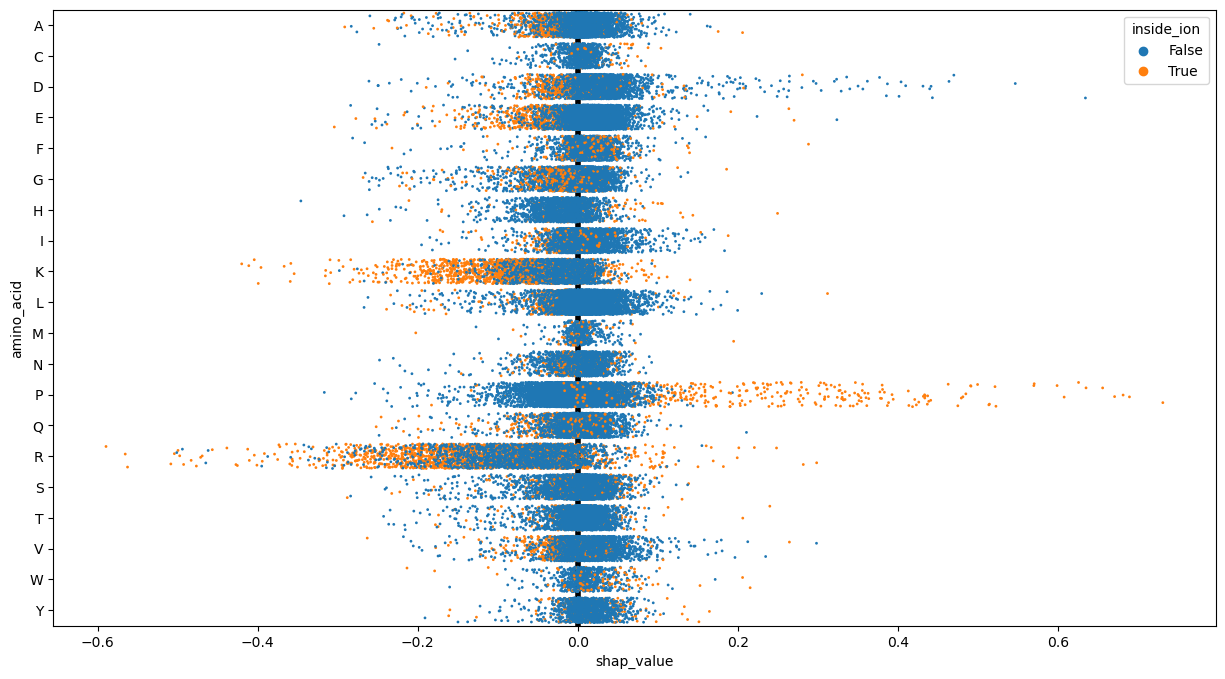 inside_ion
False
True
amino_acid
A
C
D
E
F
G
H
I
K
L
M
N
P
Q
R
S
T
V
W
Y
−0.6
−0.4
−0.2
0.0
0.2
0.4
0.6
shap_value